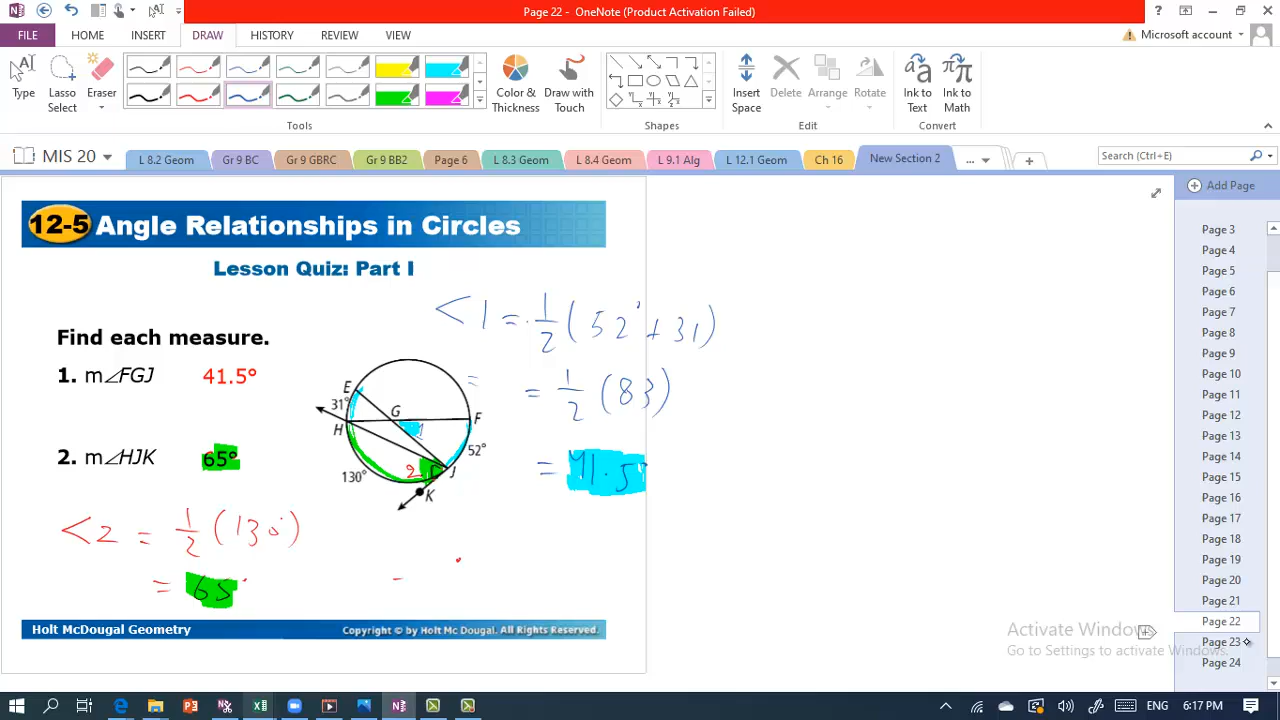 Page 22 - OneNote (Product Activation Failed)
FILE HOME INSERT DRAW HISTORY REVIEW VIEW
Microsoft account
Type
Lasso Select
Eraser
Color & Thickness
Draw with Touch
Insert Space
Delete
Arrange
Rotate
Ink to Text
Ink to Math
Tools
Shapes
Edit
Convert
MIS 20
L 8.2 Geom
Gr 9 BC
Gr 9 GBRC
Gr 9 BB2
Page 6
L 8.3 Geom
L 8.4 Geom
L 9.1 Alg
L 12.1 Geom
Ch 16
New Section 2
...
Search (Ctrl+E)
Add Page
Page 3
Page 4
Page 5
Page 6
Page 7
Page 8
Page 9
Page 10
Page 11
Page 12
Page 13
Page 14
Page 15
Page 16
Page 17
Page 18
Page 19
Page 20
Page 21
Page 22
Page 23
Page 24
12-5 Angle Relationships in Circles
Lesson Quiz: Part I
<1 = 1/2 (52° + 31)
Find each measure.
1. m∠FGJ 41.5°
= 1/2 (83)
= 41.5°
2. m∠HJK 65°
E
31°
G
F
H
1
52°
2
J
130°
K
<2 = 1/2 (130°)
= 65°
Holt McDougal Geometry
Copyright © by Holt Mc Dougal. All Rights Reserved.
Activate Windows
Go to Settings to activate Windows.
ENG 6:17 PM